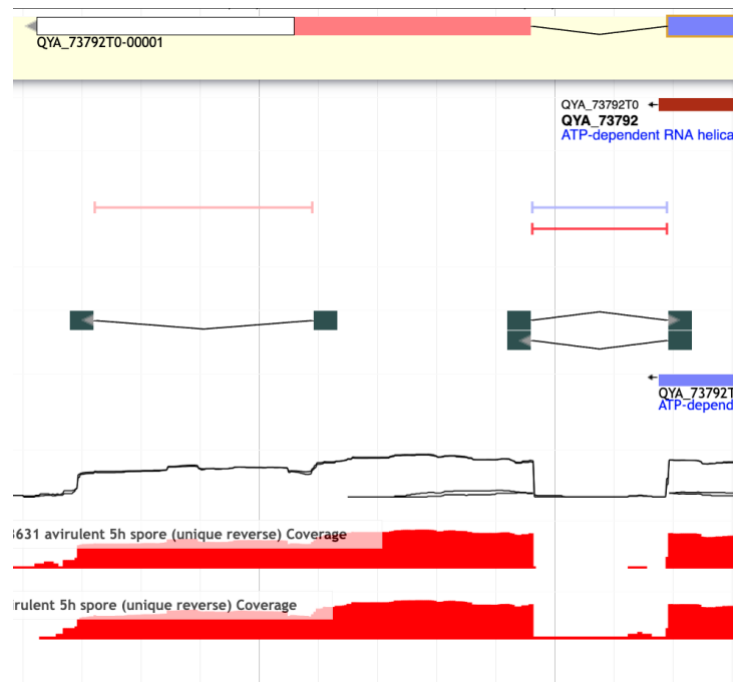 QYA_73792T0-00001
QYA_73792T0
QYA_73792
ATP-dependent RNA helica
QYA_73792T
ATP-depend
3631 avirulent 5h spore (unique reverse) Coverage
irulent 5h spore (unique reverse) Coverage